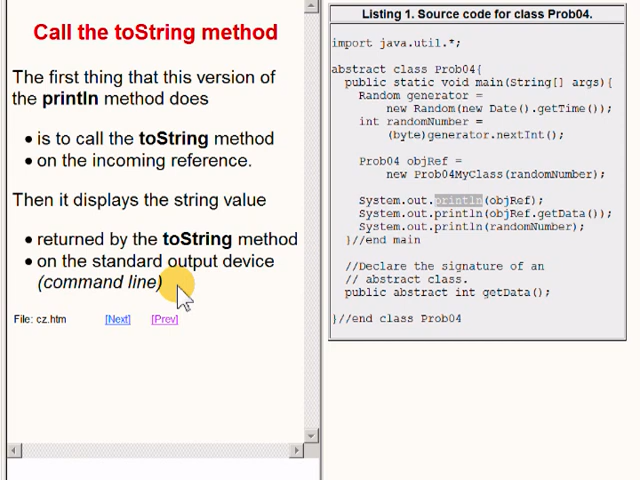 Call the toString method
The first thing that this version of
the println method does
• is to call the toString method
• on the incoming reference.
Then it displays the string value
• returned by the toString method
• on the standard output device
(command line)
File: cz.htm [Next] [Prev]
Listing 1. Source code for class Prob04.
import java.util.*;
abstract class Prob04{
public static void main(String[] args){
Random generator =
new Random(new Date().getTime());
int randomNumber =
(byte)generator.nextInt();
Prob04 objRef =
new Prob04MyClass(randomNumber);
System.out.println(objRef);
System.out.println(objRef.getData());
System.out.println(randomNumber);
}//end main
//Declare the signature of an
// abstract class.
public abstract int getData();
}//end class Prob04